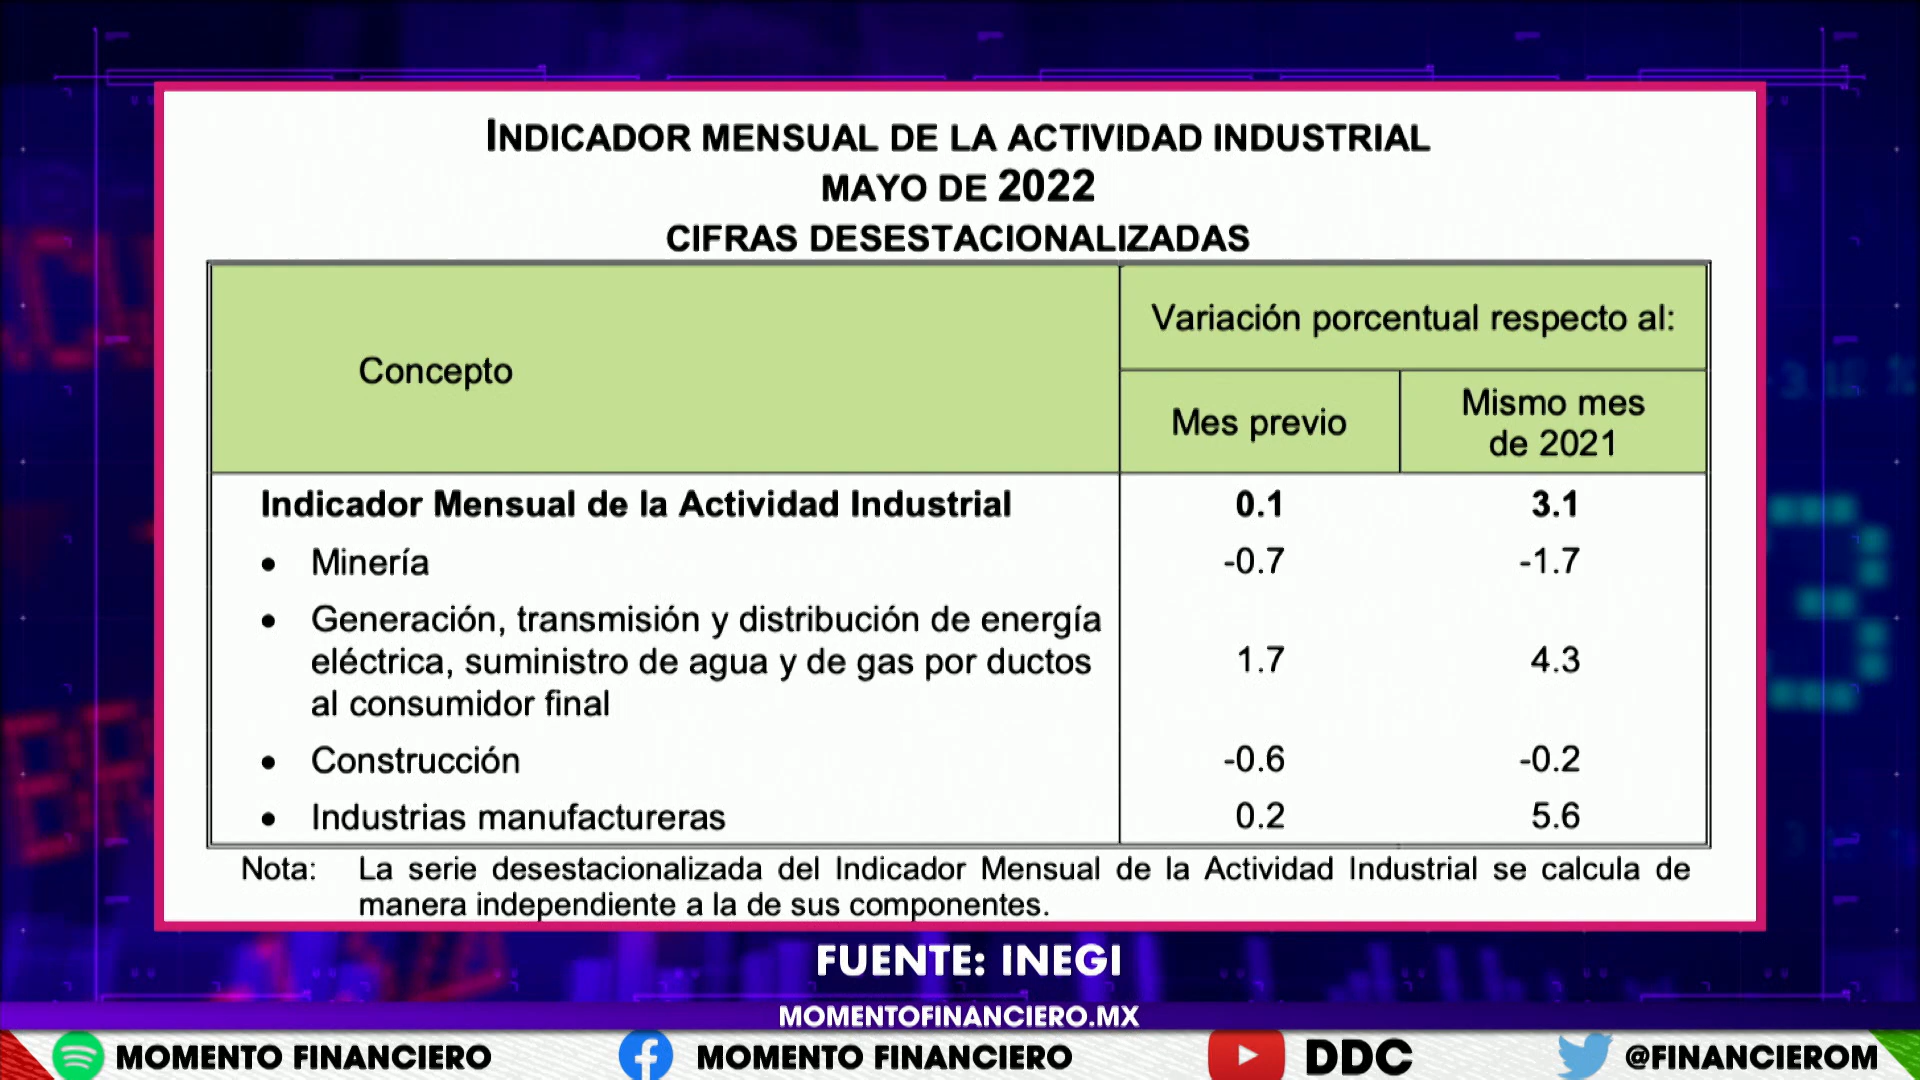 INDICADOR MENSUAL DE LA ACTIVIDAD INDUSTRIAL
MAYO DE 2022
CIFRAS DESESTACIONALIZADAS
Concepto
Variación porcentual respecto al:
Mes previo
Mismo mes
de 2021
Indicador Mensual de la Actividad Industrial 0.1 3.1
• Minería -0.7 -1.7
• Generación, transmisión y distribución de energía
eléctrica, suministro de agua y de gas por ductos 1.7 4.3
al consumidor final
• Construcción -0.6 -0.2
• Industrias manufactureras 0.2 5.6
Nota: La serie desestacionalizada del Indicador Mensual de la Actividad Industrial se calcula de
manera independiente a la de sus componentes.
FUENTE: INEGI
MOMENTOFINANCIERO.MX
MOMENTO FINANCIERO MOMENTO FINANCIERO DDC @FINANCIEROM